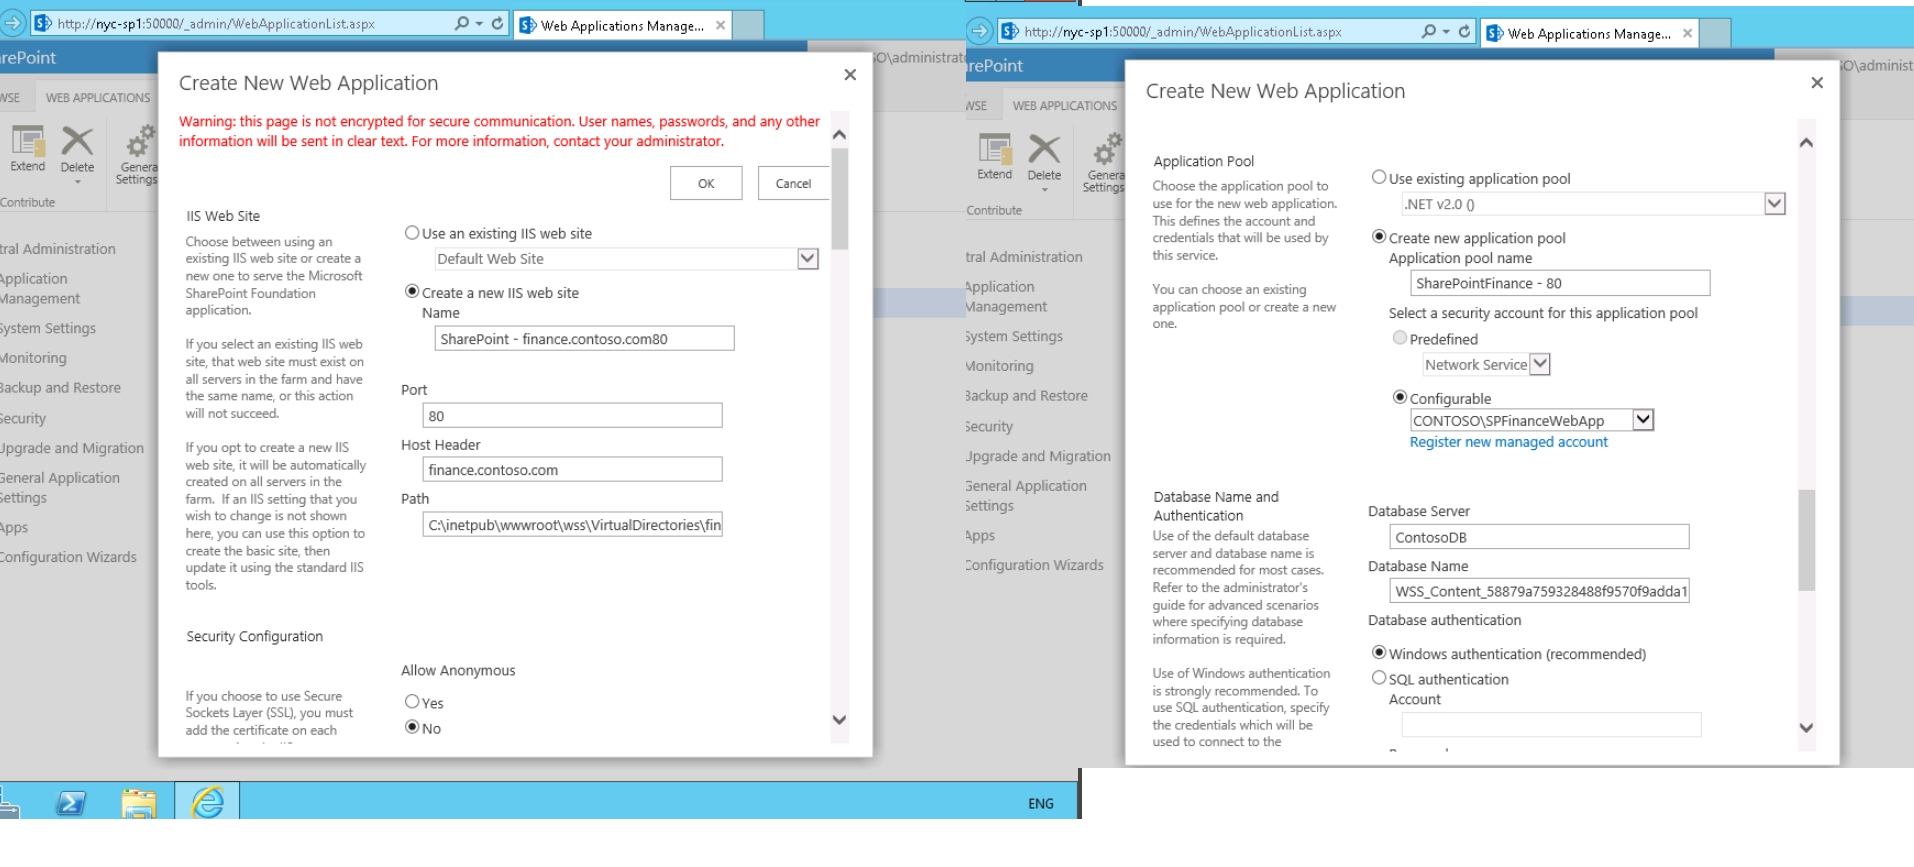 http://nyc-sp1:50000/_admin/WebApplicationList.aspx
Web Applications Manage...
rePoint
SO\administrat
WSE WEB APPLICATIONS
Extend
Delete
Genera
Settings
Contribute
tral Administration
Application
Management
System Settings
Monitoring
Backup and Restore
Security
Upgrade and Migration
General Application
Settings
Apps
Configuration Wizards
Create New Web Application
Warning: this page is not encrypted for secure communication. User names, passwords, and any other
information will be sent in clear text. For more information, contact your administrator.
OK
Cancel
IIS Web Site
Choose between using an
existing IIS web site or create a
new one to serve the Microsoft
SharePoint Foundation
application.
If you select an existing IIS web
site, that web site must exist on
all servers in the farm and have
the same name, or this action
will not succeed.
If you opt to create a new IIS
web site, it will be automatically
created on all servers in the
farm. If an IIS setting that you
wish to change is not shown
here, you can use this option to
create the basic site, then
update it using the standard IIS
tools.
Use an existing IIS web site
Default Web Site
Create a new IIS web site
Name
SharePoint - finance.contoso.com80
Port
80
Host Header
finance.contoso.com
Path
C:\inetpub\wwwroot\wss\VirtualDirectories\fin
Security Configuration
If you choose to use Secure
Sockets Layer (SSL), you must
add the certificate on each
Allow Anonymous
Yes
No
ENG
http://nyc-sp1:50000/_admin/WebApplicationList.aspx
Web Applications Manage...
rePoint
SO\administ
WSE WEB APPLICATIONS
Extend
Delete
Genera
Settings
Contribute
tral Administration
Application
Management
System Settings
Monitoring
Backup and Restore
Security
Upgrade and Migration
General Application
Settings
Apps
Configuration Wizards
Create New Web Application
Application Pool
Choose the application pool to
use for the new web application.
This defines the account and
credentials that will be used by
this service.
You can choose an existing
application pool or create a new
one.
Use existing application pool
.NET v2.0 ()
Create new application pool
Application pool name
SharePointFinance - 80
Select a security account for this application pool
Predefined
Network Service
Configurable
CONTOSO\SPFinanceWebApp
Register new managed account
Database Name and
Authentication
Use of the default database
server and database name is
recommended for most cases.
Refer to the administrator's
guide for advanced scenarios
where specifying database
information is required.
Use of Windows authentication
is strongly recommended. To
use SQL authentication, specify
the credentials which will be
used to connect to the
Database Server
ContosoDB
Database Name
WSS_Content_58879a759328488f9570f9adda1
Database authentication
Windows authentication (recommended)
SQL authentication
Account